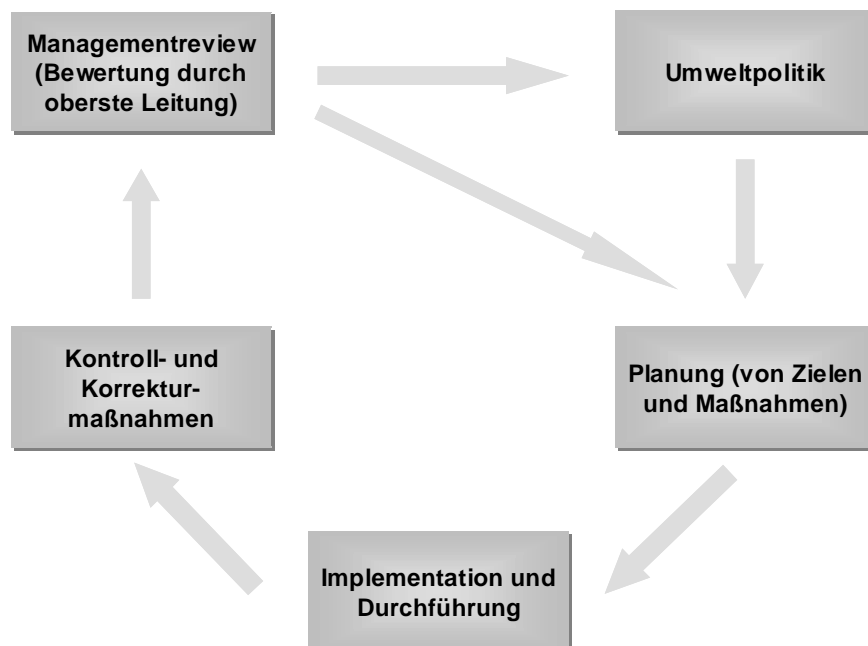 Managementreview
(Bewertung durch
oberste Leitung)
Umweltpolitik
Kontroll- und
Korrektur-
maßnahmen
Planung (von Zielen
und Maßnahmen)
Implementation und
Durchführung